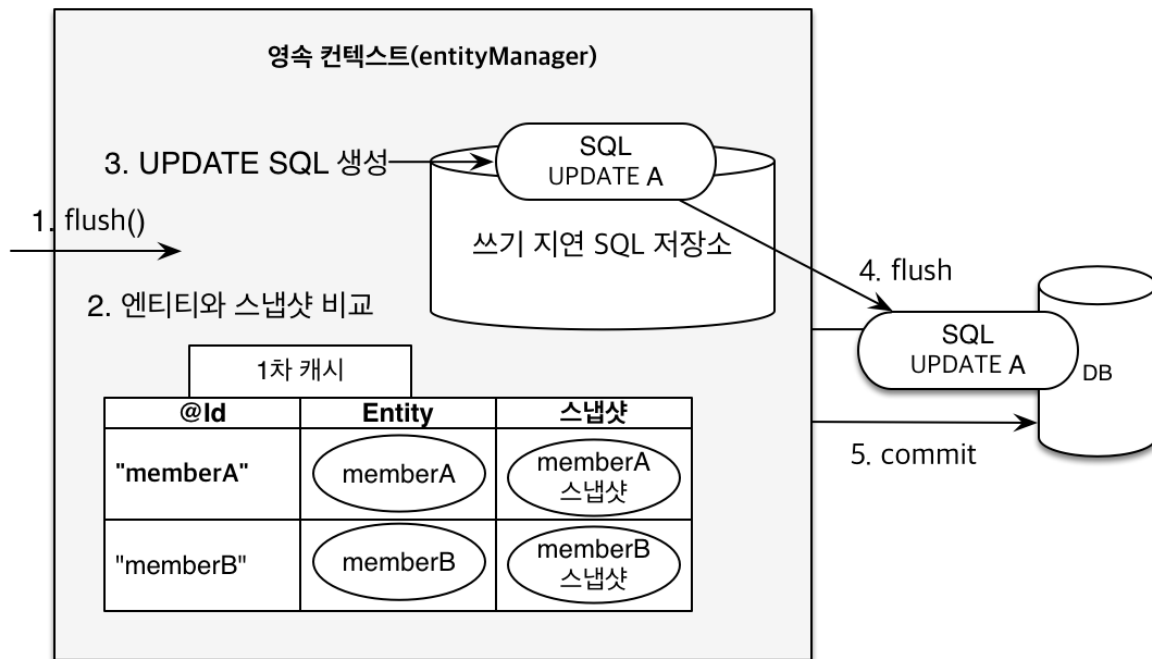 영속 컨텍스트(entityManager)
SQL
UPDATE A
3. UPDATE SQL 생성
1. flush()
쓰기 지연 SQL 저장소
4. flush
2. 엔티티와 스냅샷 비교
SQL
UPDATE A
DB
1차 캐시
@Id Entity 스냅샷
5. commit
"memberA" memberA memberA
스냅샷
"memberB" memberB memberB
스냅샷